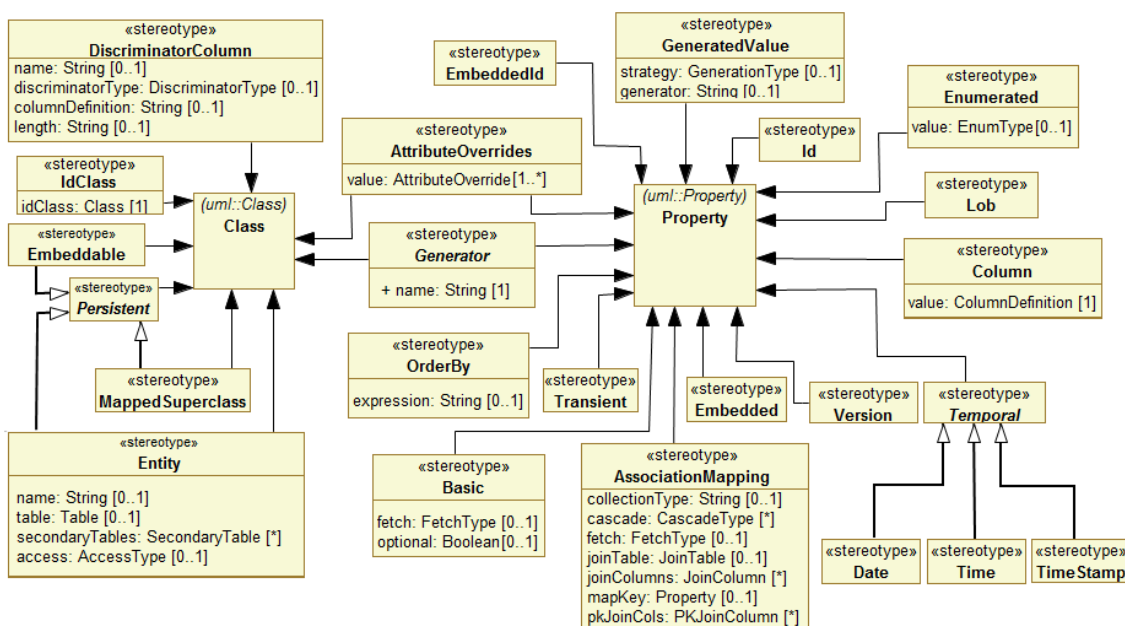 «stereotype»
DiscriminatorColumn
name: String [0..1]
discriminatorType: DiscriminatorType [0..1]
columnDefinition: String [0..1]
length: String [0..1]
«stereotype»
EmbeddedId
«stereotype»
GeneratedValue
strategy: GenerationType [0..1]
generator: String [0..1]
«stereotype»
Enumerated
value: EnumType[0..1]
«stereotype»
AttributeOverrides
value: AttributeOverride[1..*]
«stereotype»
Id
«stereotype»
IdClass
idClass: Class [1]
(uml::Class)
Class
(uml::Property)
Property
«stereotype»
Lob
«stereotype»
Embeddable
«stereotype»
Generator
+ name: String [1]
«stereotype»
Column
value: ColumnDefinition [1]
«stereotype»
Persistent
«stereotype»
MappedSuperclass
«stereotype»
OrderBy
expression: String [0..1]
«stereotype»
Transient
«stereotype»
Embedded
«stereotype»
Version
«stereotype»
Temporal
«stereotype»
Entity
name: String [0..1]
table: Table [0..1]
secondaryTables: SecondaryTable [*]
access: AccessType [0..1]
«stereotype»
Basic
fetch: FetchType [0..1]
optional: Boolean[0..1]
«stereotype»
AssociationMapping
collectionType: String [0..1]
cascade: CascadeType [*]
fetch: FetchType [0..1]
joinTable: JoinTable [0..1]
joinColumns: JoinColumn [*]
mapKey: Property [0..1]
pkJoinCols: PKJoinColumn [*]
«stereotype»
Date
«stereotype»
Time
«stereotype»
TimeStamp